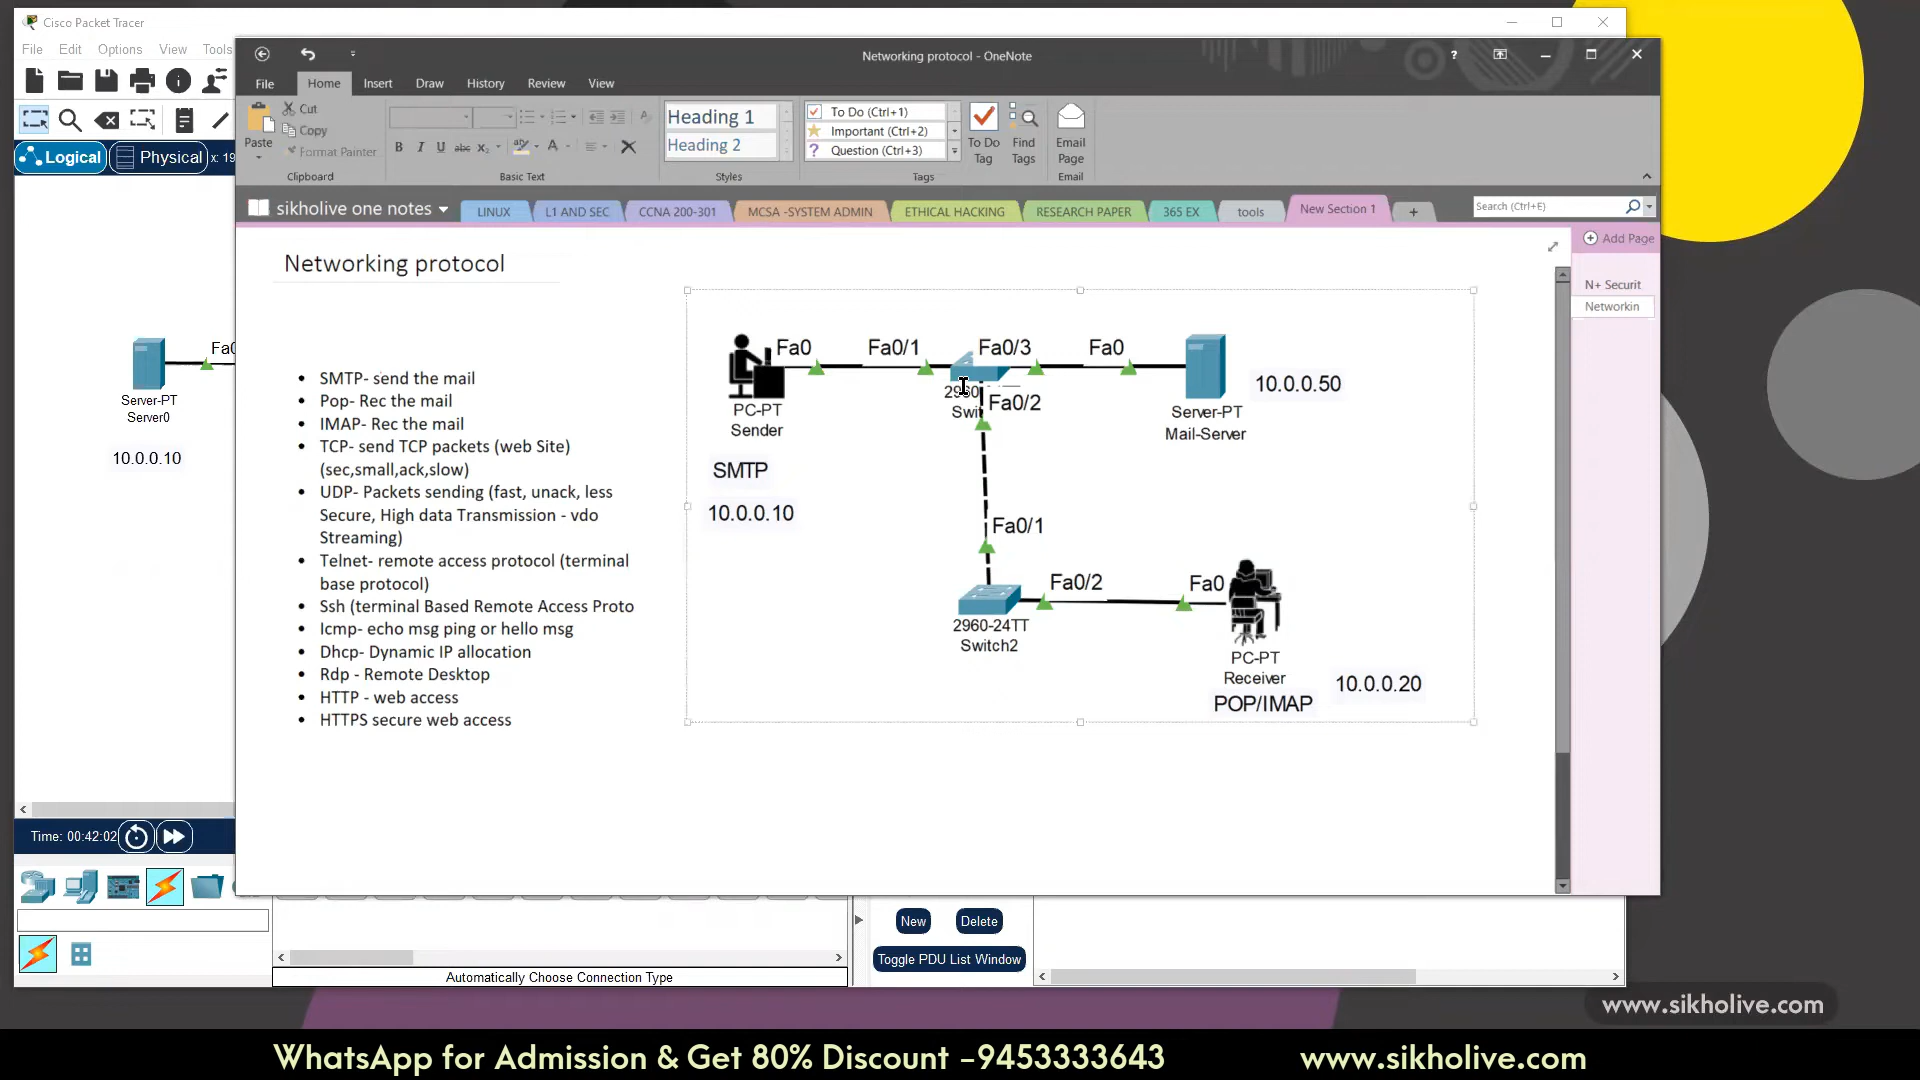 Cisco Packet Tracer
File Edit Options View Tools
Logical Physical x: 19
Networking protocol - OneNote
File Home Insert Draw History Review View
Paste
Cut
Copy
Format Painter
Clipboard
B I U abc
Basic Text
Heading 1
Heading 2
Styles
To Do (Ctrl+1)
Important (Ctrl+2)
Question (Ctrl+3)
To Do
Tag
Find
Tags
Tags
Email
Page
Email
sikholive one notes
LINUX
L1 AND SEC
CCNA 200-301
MCSA -SYSTEM ADMIN
ETHICAL HACKING
RESEARCH PAPER
365 EX
tools
New Section 1
Search (Ctrl+E)
Add Page
N+ Securit
Networkin
Networking protocol
• SMTP- send the mail
• Pop- Rec the mail
• IMAP- Rec the mail
• TCP- send TCP packets (web Site)
(sec,small,ack,slow)
• UDP- Packets sending (fast, unack, less
Secure, High data Transmission - vdo
Streaming)
• Telnet- remote access protocol (terminal
base protocol)
• Ssh (terminal Based Remote Access Proto
• Icmp- echo msg ping or hello msg
• Dhcp- Dynamic IP allocation
• Rdp - Remote Desktop
• HTTP - web access
• HTTPS secure web access
Fa0 Fa0/1 Fa0/3 Fa0
PC-PT
Sender
SMTP
10.0.0.10
2960
Swit
Fa0/2
Server-PT
Mail-Server
10.0.0.50
Fa0/1
Fa0/2 Fa0
2960-24TT
Switch2
PC-PT
Receiver
POP/IMAP
10.0.0.20
Fa0
Server-PT
Server0
10.0.0.10
Time: 00:42:02
New Delete
Toggle PDU List Window
Automatically Choose Connection Type
www.sikholive.com
WhatsApp for Admission & Get 80% Discount –9453333643
www.sikholive.com